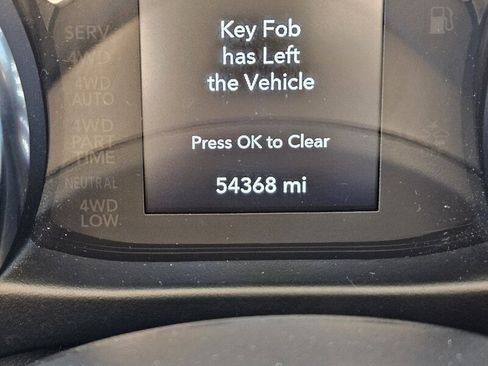 Key Fob
has Left
the Vehicle
Press OK to Clear
54368 mi
SERV
4WD
4WD
AUTO
4WD
PART
TIME
NEUTRAL
4WD
LOW